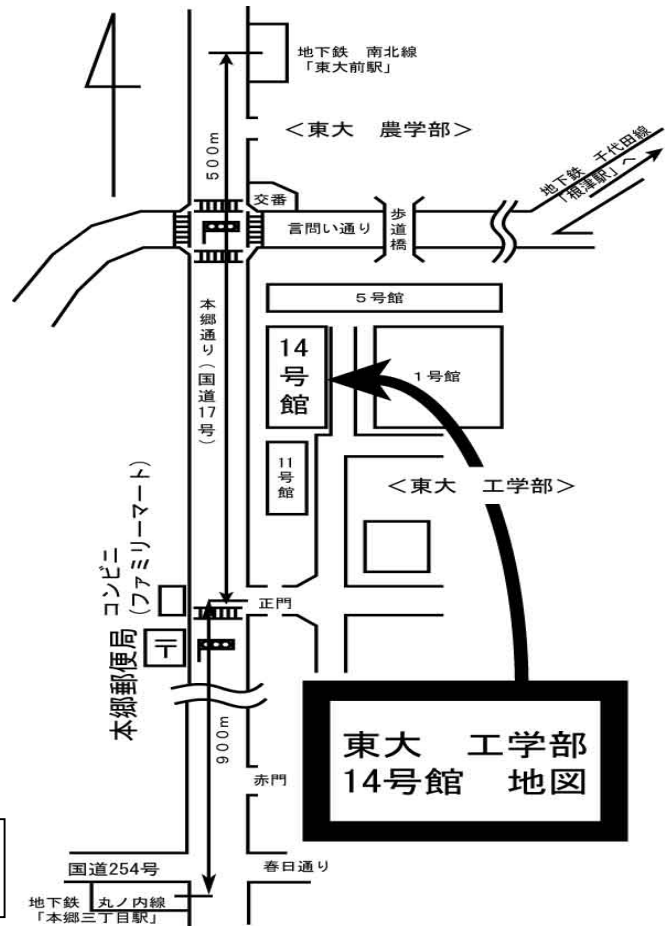 地下鉄　南北線
「東大前駅」
500m
＜東大　農学部＞
地下鉄　千代田線
「根津駅」へ
交番
言問い通り
歩道橋
5号館
本郷通り（国道17号）
14
号
館
1号館
11
号
館
＜東大　工学部＞
コンビニ
（ファミリーマート）
正門
〒
本郷郵便局
900m
東大　工学部
14号館　地図
赤門
国道254号
春日通り
地下鉄　丸ノ内線
「本郷三丁目駅」